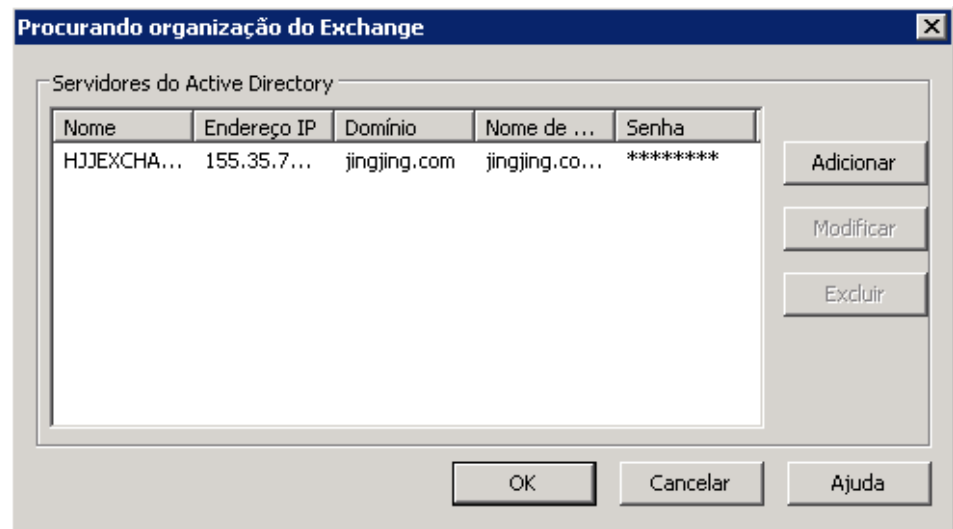 Procurando organização do Exchange
Servidores do Active Directory
Nome Endereço IP Domínio Nome de ... Senha
HJJEXCHA... 155.35.7... jingjing.com jingjing.co... ********
Adicionar
Modificar
Excluir
OK Cancelar Ajuda